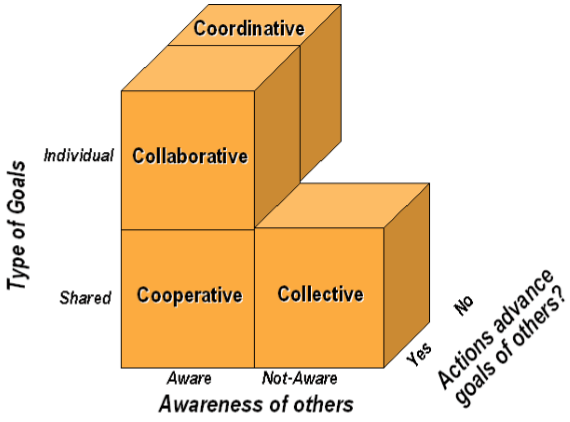 Coordinative
Individual
Collaborative
Type of Goals
Shared
Cooperative
Collective
No
Yes
Actions advance
goals of others?
Aware
Not-Aware
Awareness of others